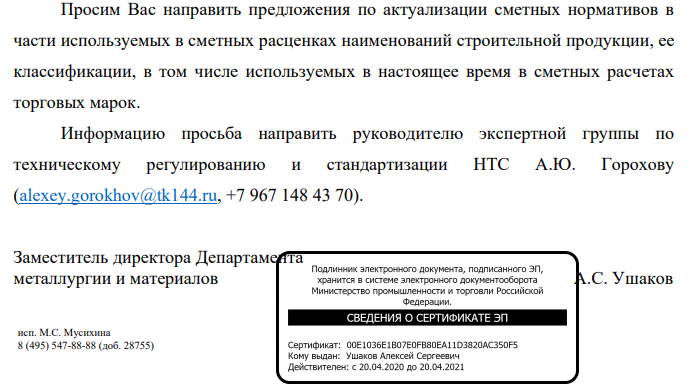 Просим Вас направить предложения по актуализации сметных нормативов в
части используемых в сметных расценках наименований строительной продукции, ее
классификации, в том числе используемых в настоящее время в сметных расчетах
торговых марок.
Информацию просьба направить руководителю экспертной группы по
техническому регулированию и стандартизации НТС А.Ю. Горохову
(alexey.gorokhov@tk144.ru, +7 967 148 43 70).
Заместитель директора Департамента
металлургии и материалов
А.С. Ушаков
Подлинник электронного документа, подписанного ЭП,
хранится в системе электронного документооборота
Министерство промышленности и торговли Российской
Федерации.
СВЕДЕНИЯ О СЕРТИФИКАТЕ ЭП
Сертификат: 00E1036E1B07E0FB80EA11D3820AC350F5
Кому выдан: Ушаков Алексей Сергеевич
Действителен: с 20.04.2020 до 20.04.2021
исп. М.С. Мусихина
8 (495) 547-88-88 (доб. 28755)